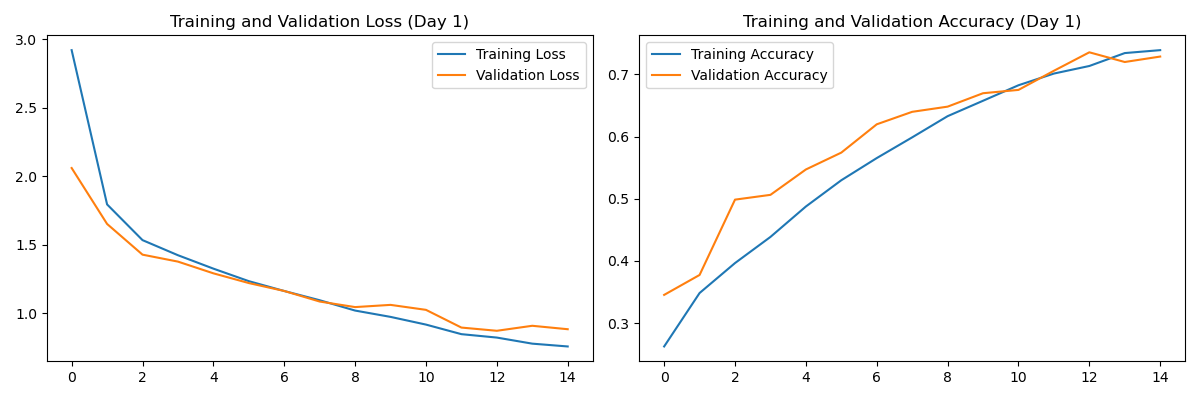 Training and Validation Loss (Day 1)
3.0
2.5
2.0
1.5
1.0
0 2 4 6 8 10 12 14
Training Loss
Validation Loss
Training and Validation Accuracy (Day 1)
0.7
0.6
0.5
0.4
0.3
0 2 4 6 8 10 12 14
Training Accuracy
Validation Accuracy